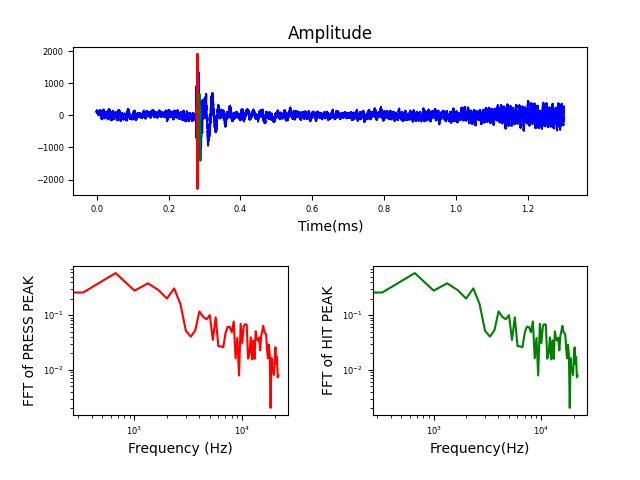 Amplitude
2000
1000
0
−1000
−2000
0.0 0.2 0.4 0.6 0.8 1.0 1.2
Time(ms)
FFT of PRESS PEAK
10⁻¹
10⁻²
10³ 10⁴
Frequency (Hz)
FFT of HIT PEAK
10⁻¹
10⁻²
10³ 10⁴
Frequency(Hz)